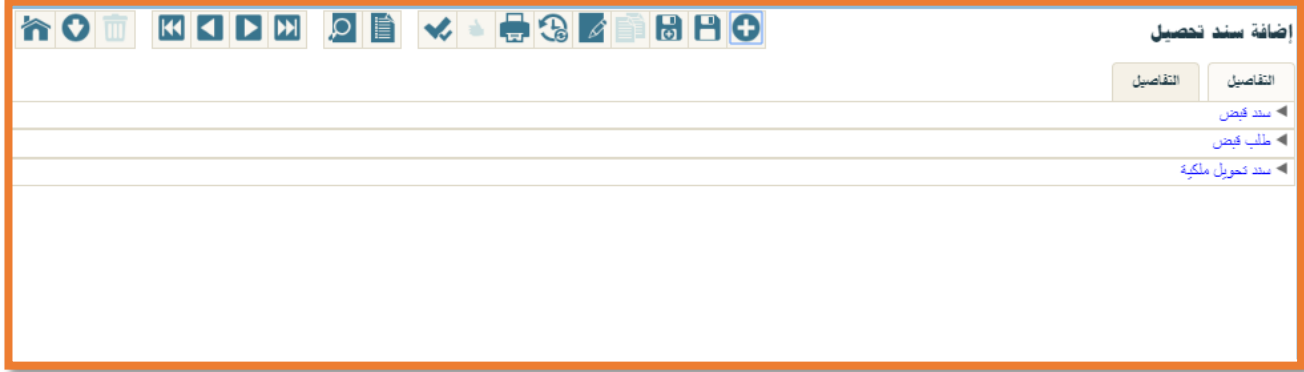 إضافة سند تحصيل
التفاصيل التفاصيل
سند قبض
طلب قبض
سند تحويل ملكية